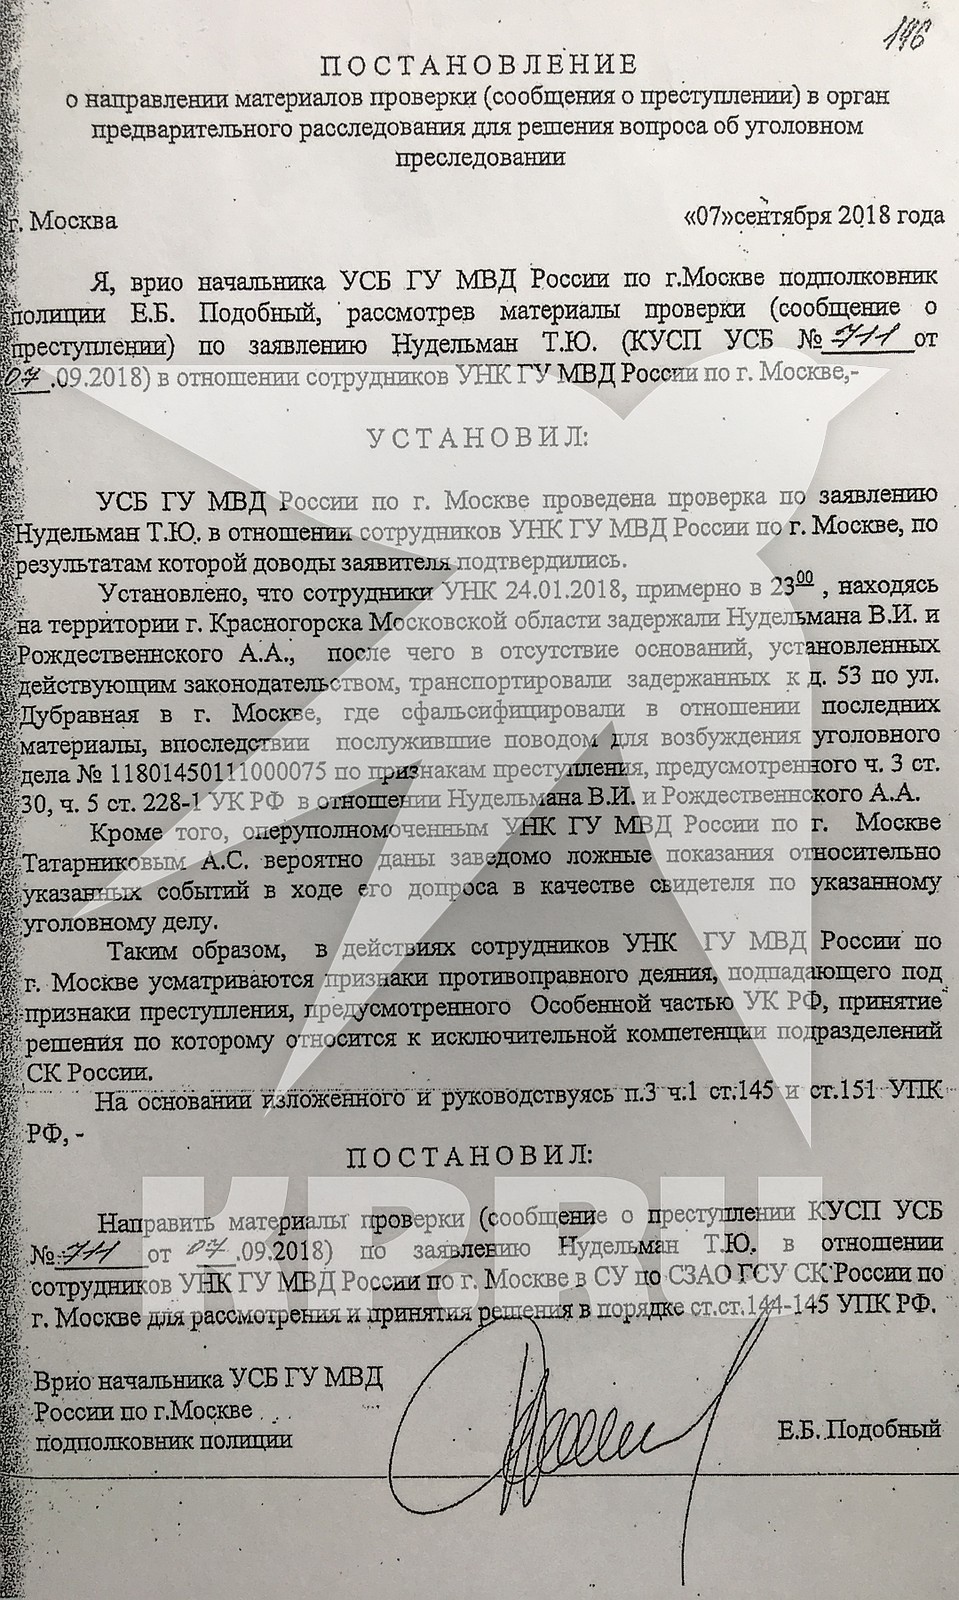 146
ПОСТАНОВЛЕНИЕ
о направлении материалов проверки (сообщения о преступлении) в орган
предварительного расследования для решения вопроса об уголовном
преследовании
г. Москва «07»сентября 2018 года
Я, врио начальника УСБ ГУ МВД России по г.Москве подполковник
полиции Е.Б. Подобный, рассмотрев материалы проверки (сообщение о
преступлении) по заявлению Нудельман Т.Ю. (КУСП УСБ № 711 от
07.09.2018) в отношении сотрудников УНК ГУ МВД России по г. Москве,-
УСТАНОВИЛ:
УСБ ГУ МВД России по г. Москве проведена проверка по заявлению
Нудельман Т.Ю. в отношении сотрудников УНК ГУ МВД России по г. Москве, по
результатам которой доводы заявителя подтвердились.
Установлено, что сотрудники УНК 24.01.2018, примерно в 23⁰⁰ , находясь
на территории г. Красногорска Московской области задержали Нудельмана В.И. и
Рождественнского А.А., после чего в отсутствие оснований, установленных
действующим законодательством, транспортировали задержанных к д. 53 по ул.
Дубравная в г. Москве, где сфальсифицировали в отношении последних
материалы, впоследствии послужившие поводом для возбуждения уголовного
дела № 11801450111000075 по признакам преступления, предусмотренного ч. 3 ст.
30, ч. 5 ст. 228-1 УК РФ в отношении Нудельмана В.И. и Рождественнского А.А.
Кроме того, оперуполномоченным УНК ГУ МВД России по г. Москве
Татарниковым А.С. вероятно даны заведомо ложные показания относительно
указанных событий в ходе его допроса в качестве свидетеля по указанному
уголовному делу.
Таким образом, в действиях сотрудников УНК ГУ МВД России по
г. Москве усматриваются признаки противоправного деяния, подпадающего под
признаки преступления, предусмотренного Особенной частью УК РФ, принятие
решения по которому относится к исключительной компетенции подразделений
СК России.
На основании изложенного и руководствуясь п.3 ч.1 ст.145 и ст.151 УПК
РФ, -
ПОСТАНОВИЛ:
KP.RU
Направить материалы проверки (сообщение о преступлении КУСП УСБ
№ 711 от 07.09.2018) по заявлению Нудельман Т.Ю. в отношении
сотрудников УНК ГУ МВД России по г. Москве в СУ по СЗАО ГСУ СК России по
г. Москве для рассмотрения и принятия решения в порядке ст.ст.144-145 УПК РФ.
Врио начальника УСБ ГУ МВД
России по г.Москве
подполковник полиции Е.Б. Подобный